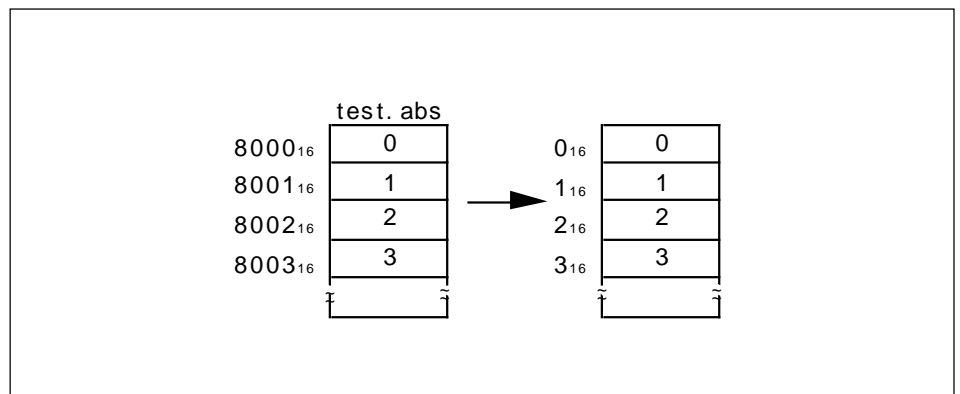 test. abs
8000₁₆ 0 0₁₆ 0
8001₁₆ 1 1₁₆ 1
8002₁₆ 2 2₁₆ 2
8003₁₆ 3 3₁₆ 3